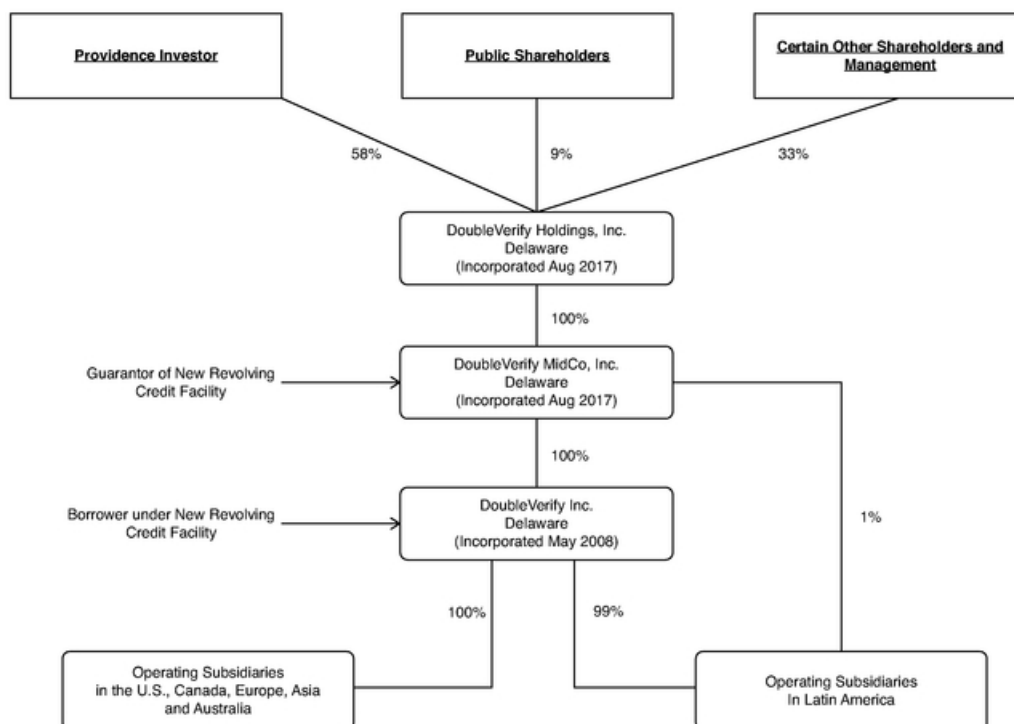 Providence Investor
Public Shareholders
Certain Other Shareholders and
Management
58%
9%
33%
DoubleVerify Holdings, Inc.
Delaware
(Incorporated Aug 2017)
100%
Guarantor of New Revolving
Credit Facility
DoubleVerify MidCo, Inc.
Delaware
(Incorporated Aug 2017)
100%
Borrower under New Revolving
Credit Facility
DoubleVerify Inc.
Delaware
(Incorporated May 2008)
1%
100%
99%
Operating Subsidiaries
in the U.S., Canada, Europe, Asia
and Australia
Operating Subsidiaries
In Latin America